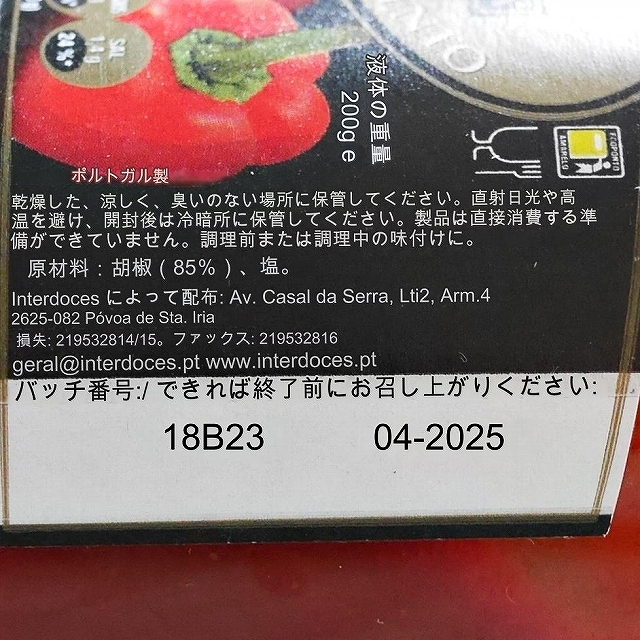 SAL
1.4 g
24 %*
液体の重量
200g e
ECOPONTO
AMARELO
ポルトガル製
乾燥した、涼しく、臭いのない場所に保管してください。直射日光や高
温を避け、開封後は冷暗所に保管してください。製品は直接消費する準
備ができていません。調理前または調理中の味付けに。
原材料：胡椒（85%）、塩。
Interdoces によって配布: Av. Casal da Serra, Lti2, Arm.4
2625-082 Póvoa de Sta. Iria
損失: 219532814/15。ファックス: 219532816
geral@interdoces.pt www.interdoces.pt
バッチ番号:/ できれば終了前にお召し上がりください:
18B23 04-2025